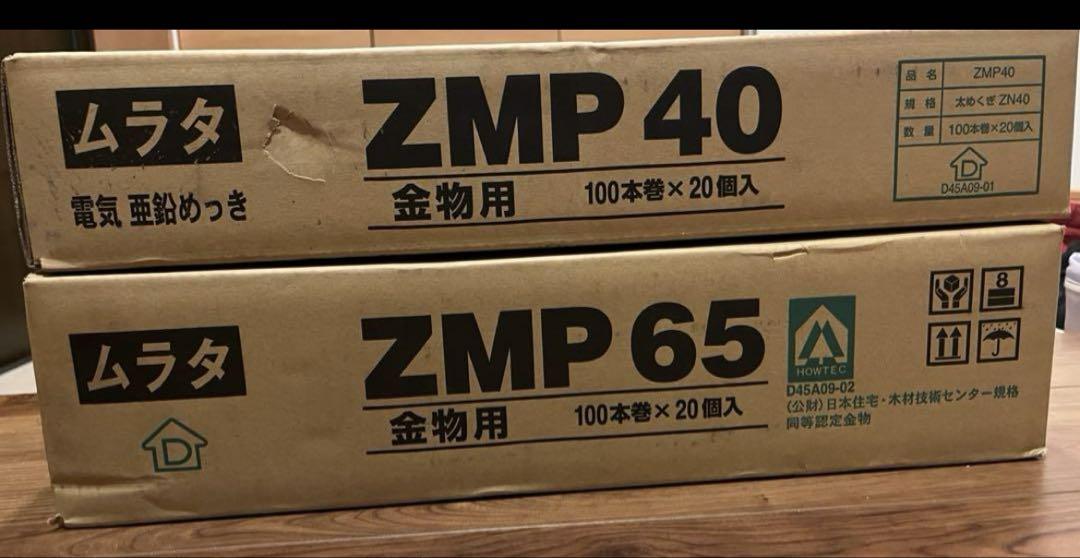 ムラタ
電気 亜鉛めっき
ZMP 40
金物用 100本巻×20個入
品 名 ZMP40
規 格 太めくぎ ZN40
数 量 100本巻×20個入
D
D45A09-01
ムラタ
D
ZMP 65
金物用 100本巻×20個入
HOWTEC
D45A09-02
(公財)日本住宅・木材技術センター規格
同等認定金物
8